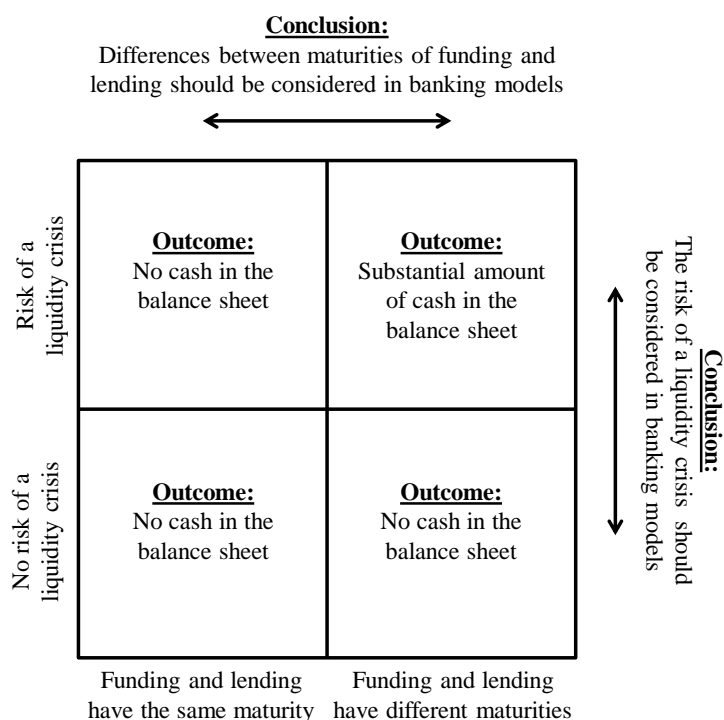 Conclusion:
Differences between maturities of funding and
lending should be considered in banking models
Risk of a
liquidity crisis
Outcome:
No cash in the
balance sheet
Outcome:
Substantial amount
of cash in the
balance sheet
Conclusion:
The risk of a liquidity crisis should
be considered in banking models
No risk of a
liquidity crisis
Outcome:
No cash in the
balance sheet
Outcome:
No cash in the
balance sheet
Funding and lending
have the same maturity
Funding and lending
have different maturities